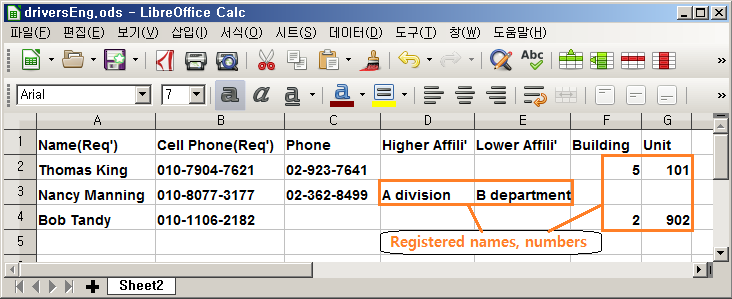 driversEng.ods - LibreOffice Calc
파일(F) 편집(E) 보기(V) 삽입(I) 서식(O) 시트(S) 데이터(D) 도구(T) 창(W) 도움말(H)
Abc
Arial 7 a a a a
A B C D E F G
1 Name(Req') Cell Phone(Req') Phone Higher Affili' Lower Affili' Building Unit
2 Thomas King 010-7904-7621 02-923-7641 5 101
3 Nancy Manning 010-8077-3177 02-362-8499 A division B department
4 Bob Tandy 010-1106-2182 2 902
5 Registered names, numbers
Sheet2